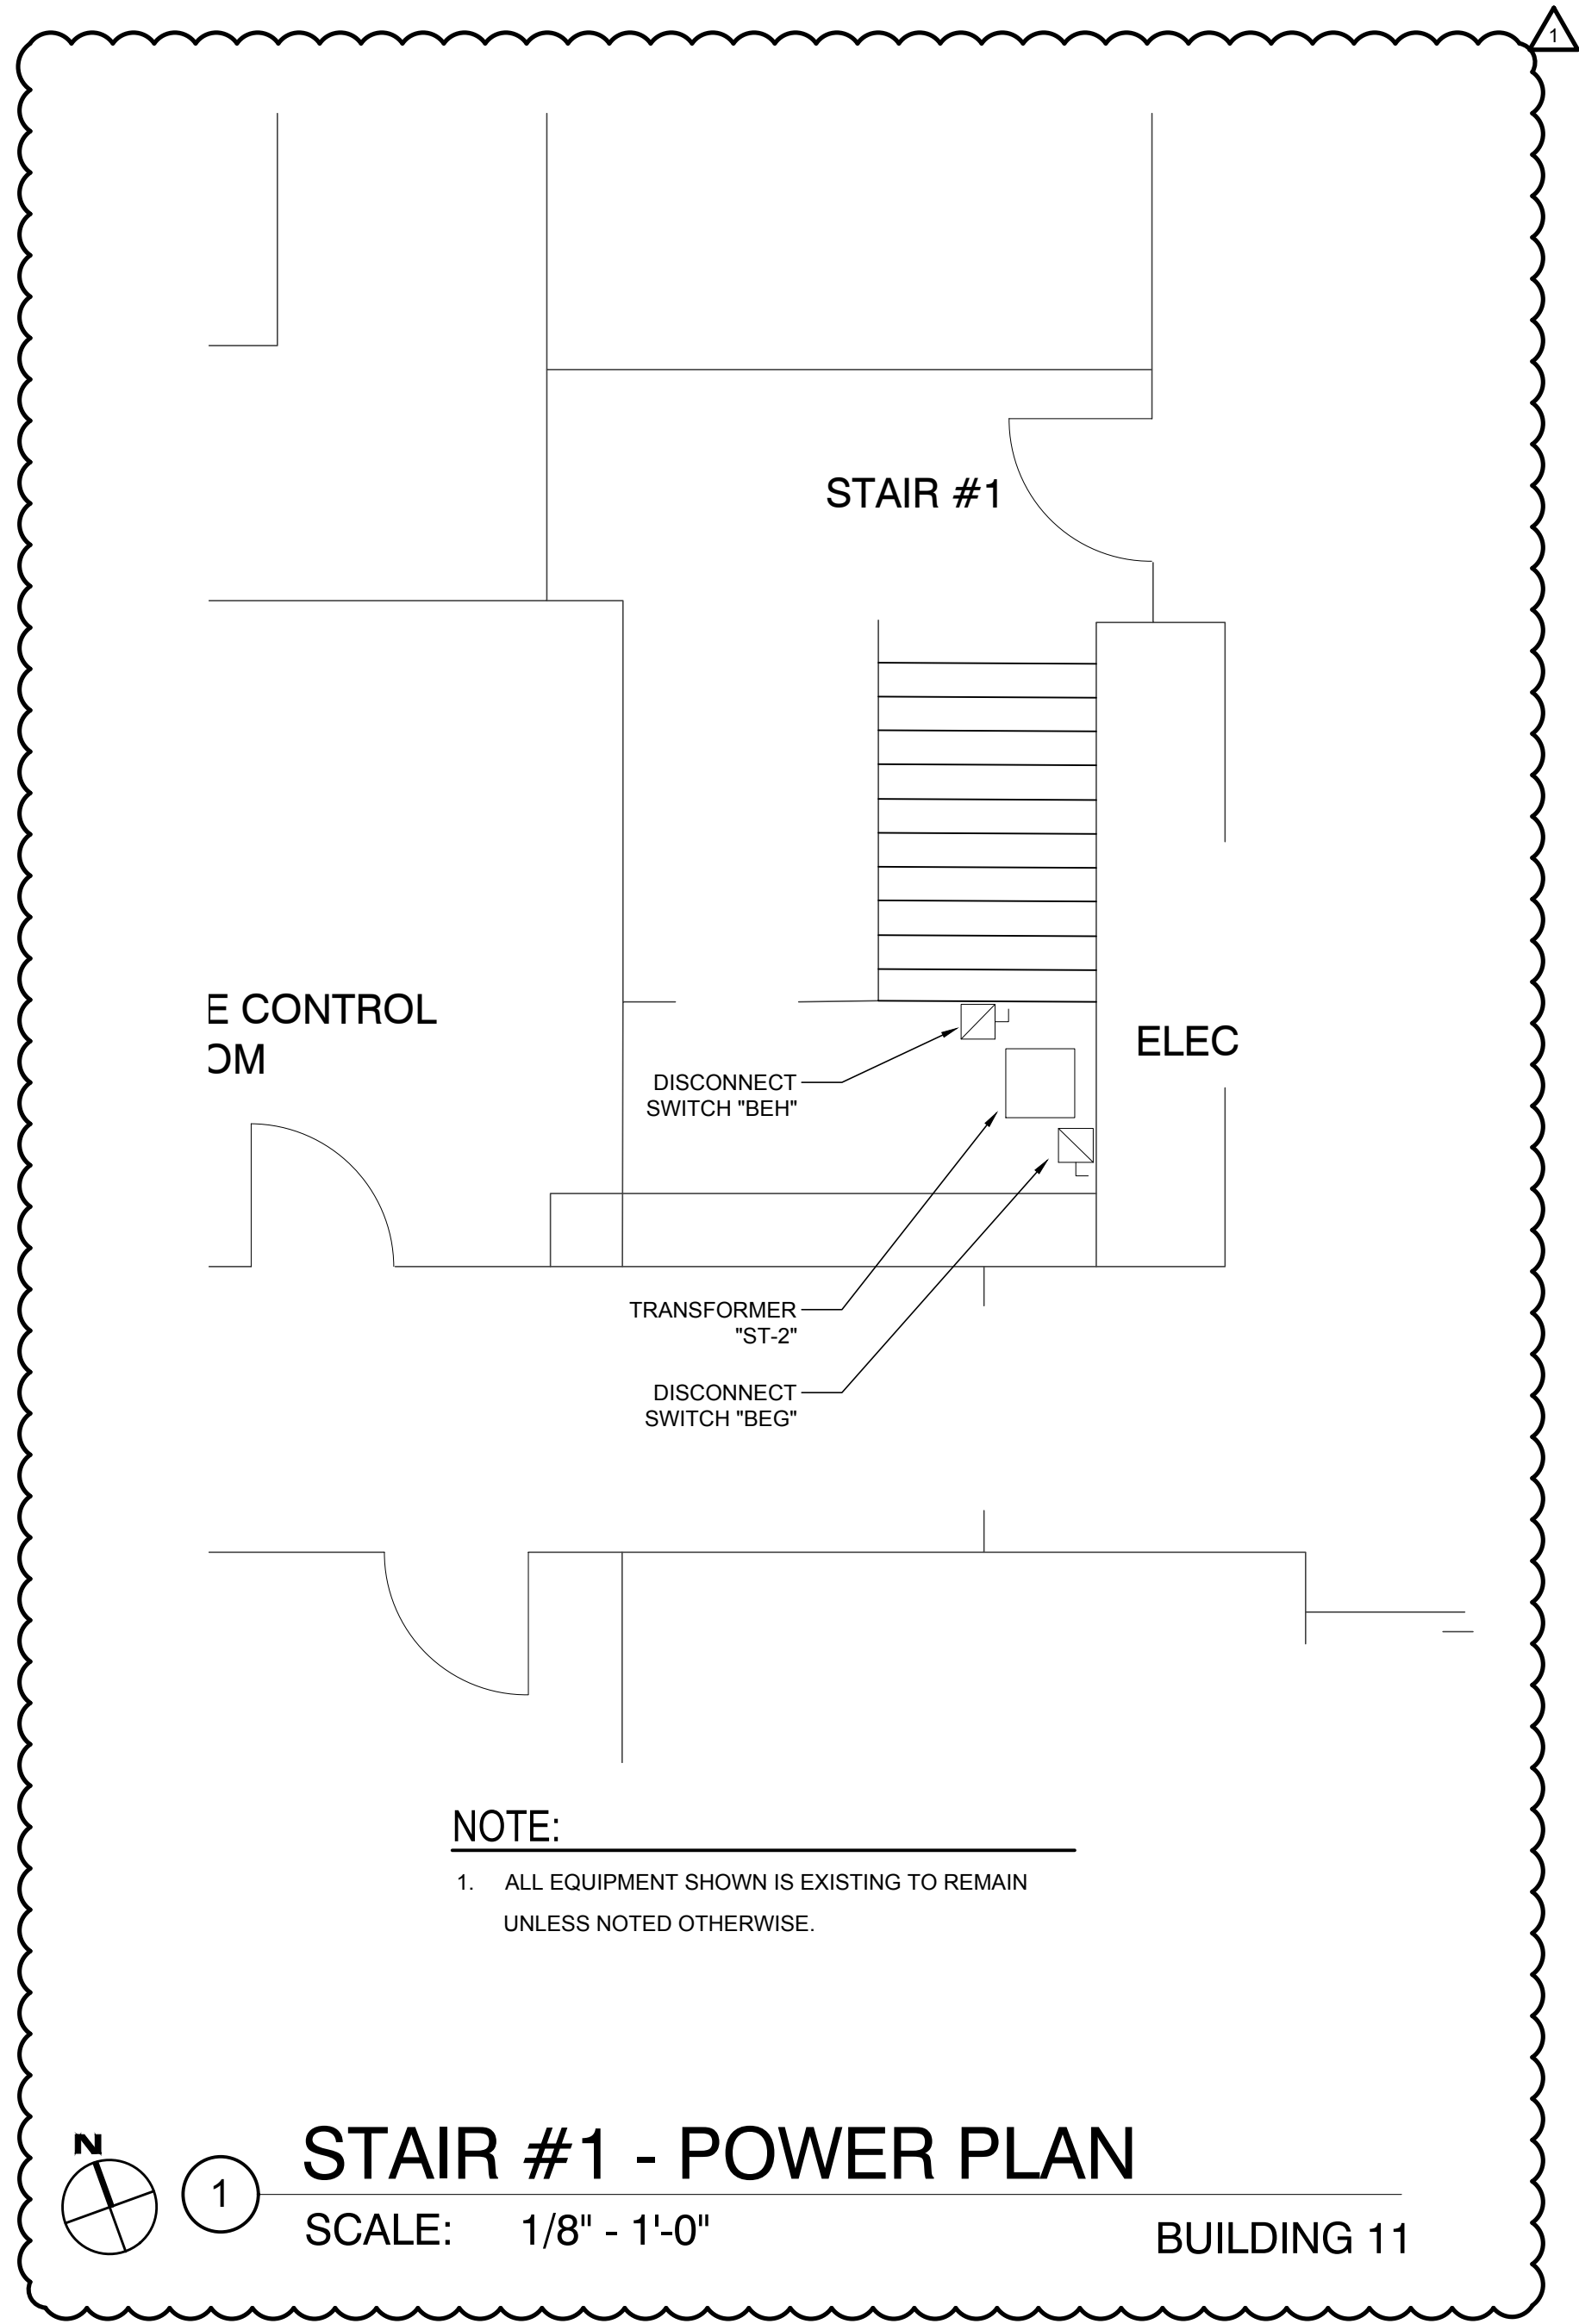 1
STAIR #1
E CONTROL
OM
ELEC
DISCONNECT
SWITCH "BEH"
TRANSFORMER
"ST-2"
DISCONNECT
SWITCH "BEG"
NOTE:
1. ALL EQUIPMENT SHOWN IS EXISTING TO REMAIN
UNLESS NOTED OTHERWISE.
N
1
STAIR #1 - POWER PLAN
SCALE: 1/8" - 1'-0"
BUILDING 11